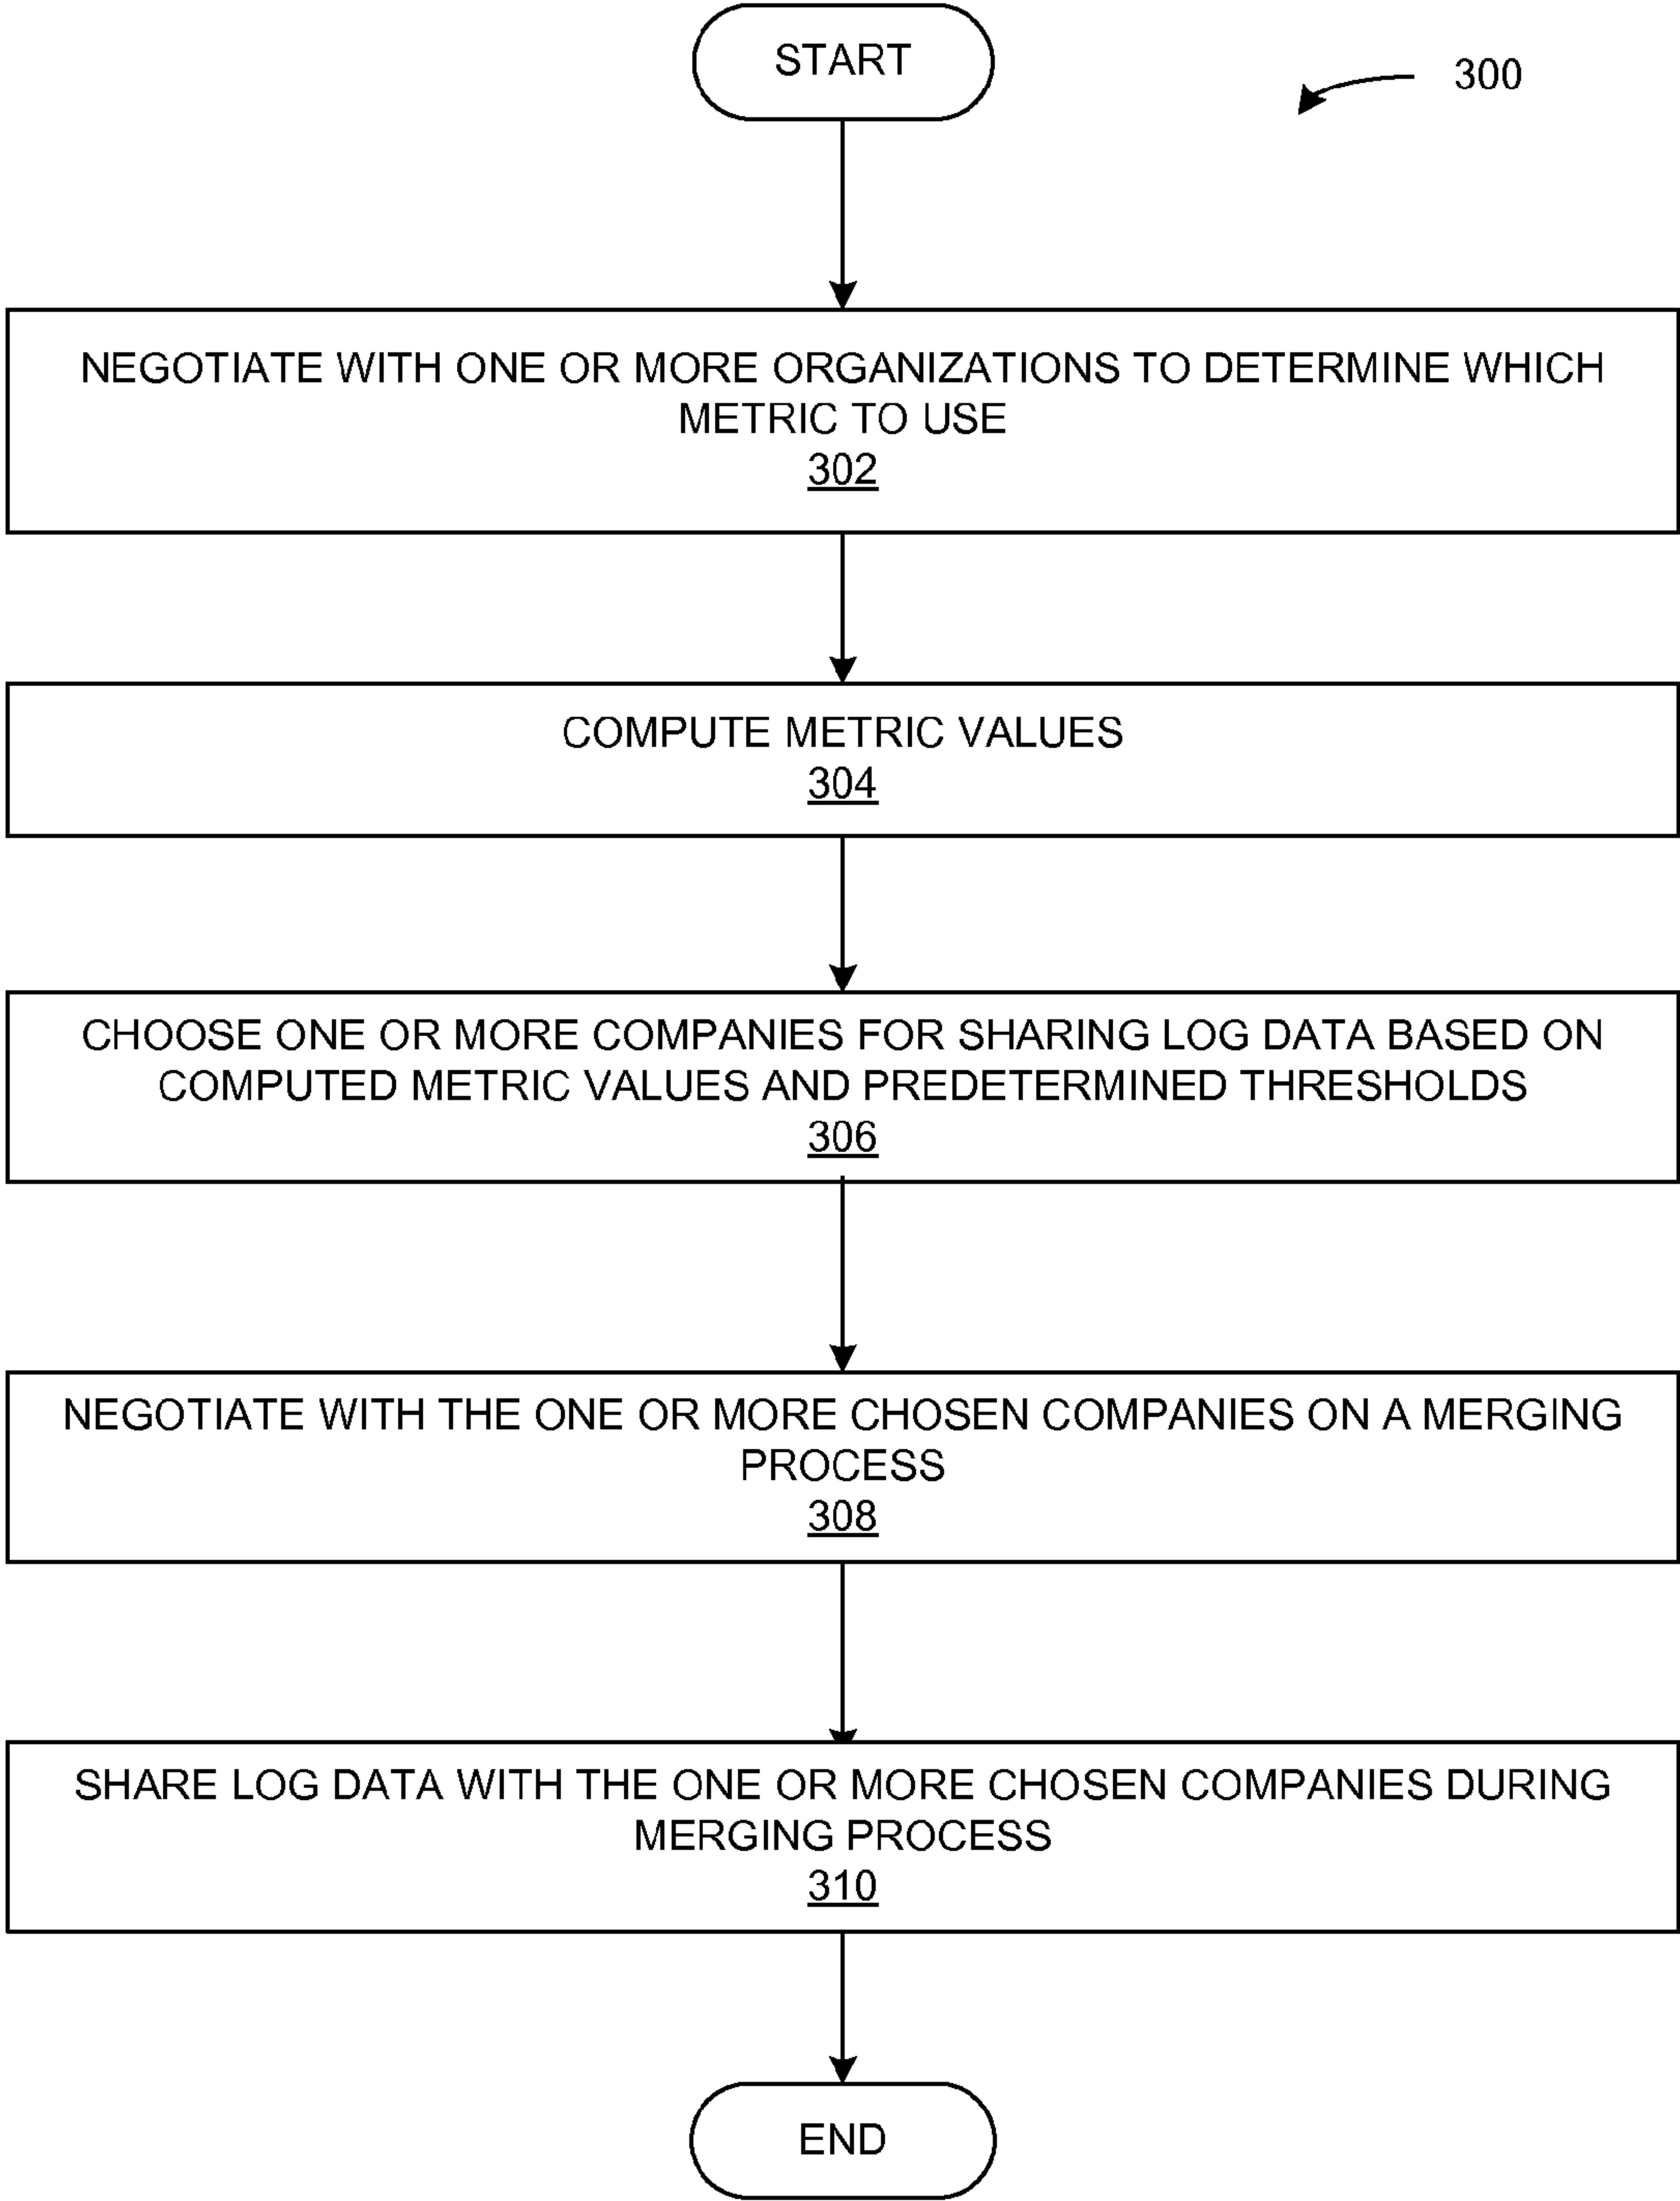 START
300
NEGOTIATE WITH ONE OR MORE ORGANIZATIONS TO DETERMINE WHICH
METRIC TO USE
302
COMPUTE METRIC VALUES
304
CHOOSE ONE OR MORE COMPANIES FOR SHARING LOG DATA BASED ON
COMPUTED METRIC VALUES AND PREDETERMINED THRESHOLDS
306
NEGOTIATE WITH THE ONE OR MORE CHOSEN COMPANIES ON A MERGING
PROCESS
308
SHARE LOG DATA WITH THE ONE OR MORE CHOSEN COMPANIES DURING
MERGING PROCESS
310
END